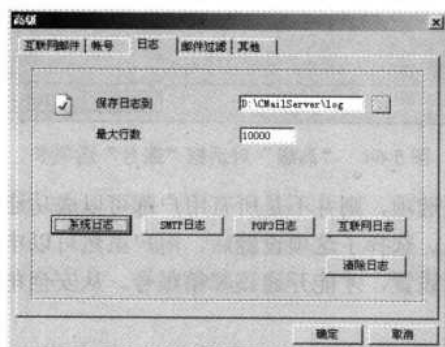 高级
互联网邮件 帐号 日志 邮件过滤 其他
保存日志到 D:\CMailServer\log
最大行数 10000
系统日志 SMTP日志 POP3日志 互联网日志
清除日志
确定 取消